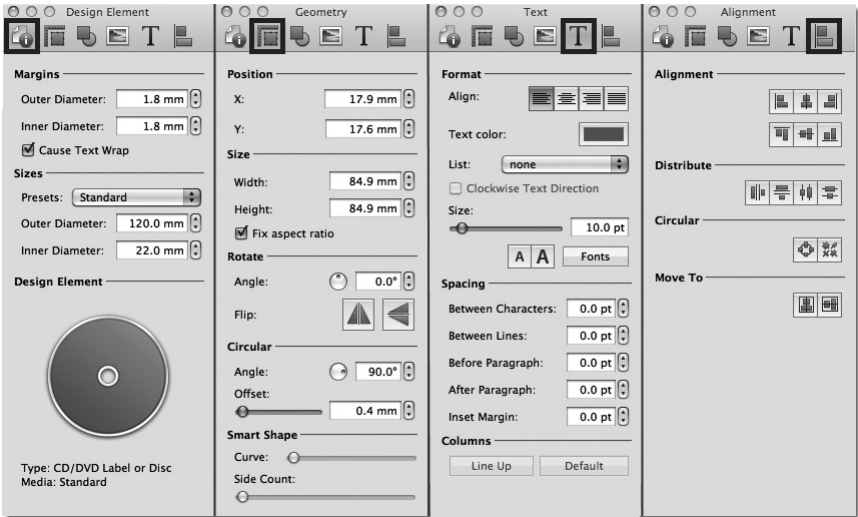 Design Element
Margins
Outer Diameter: 1.8 mm
Inner Diameter: 1.8 mm
Cause Text Wrap
Sizes
Presets: Standard
Outer Diameter: 120.0 mm
Inner Diameter: 22.0 mm
Design Element
Type: CD/DVD Label or Disc
Media: Standard
Geometry
Position
X: 17.9 mm
Y: 17.6 mm
Size
Width: 84.9 mm
Height: 84.9 mm
Fix aspect ratio
Rotate
Angle: 0.0°
Flip:
Circular
Angle: 90.0°
Offset:
0.4 mm
Smart Shape
Curve:
Side Count:
Text
T
Format
Align:
Text color:
List: none
Clockwise Text Direction
Size:
10.0 pt
A A Fonts
Spacing
Between Characters: 0.0 pt
Between Lines: 0.0 pt
Before Paragraph: 0.0 pt
After Paragraph: 0.0 pt
Inset Margin: 0.0 pt
Columns
Line Up Default
Alignment
Alignment
Distribute
Circular
Move To